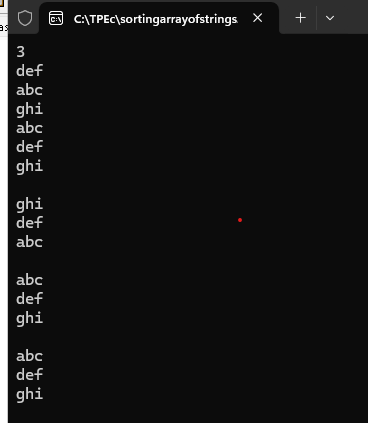 C:\TPEc\sortingarrayofstrings
3
def
abc
ghi
abc
def
ghi
ghi
def
abc
abc
def
ghi
abc
def
ghi